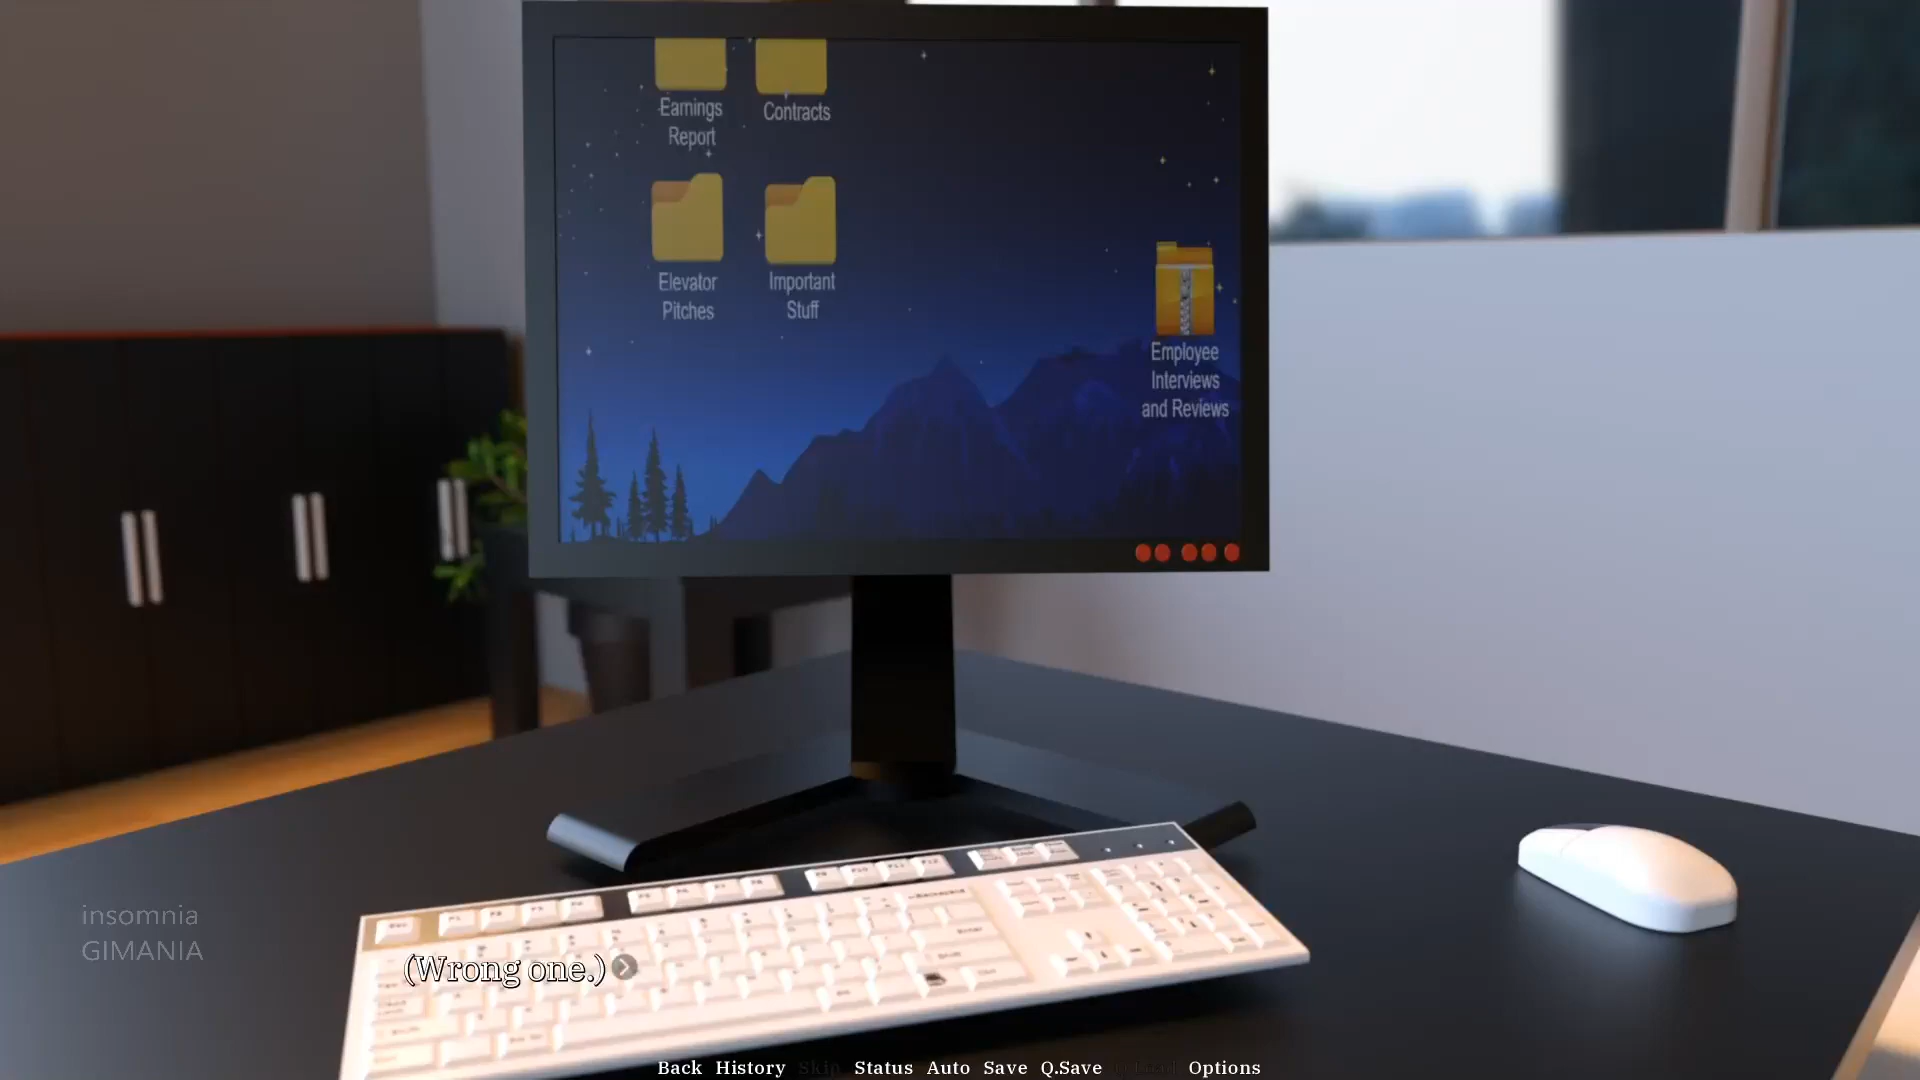 Earnings
Report
Contracts
Elevator
Pitches
Important
Stuff
Employee
Interviews
and Reviews
insomnia
GIMANIA
(Wrong one.)
Back History Skip Status Auto Save Q.Save Options